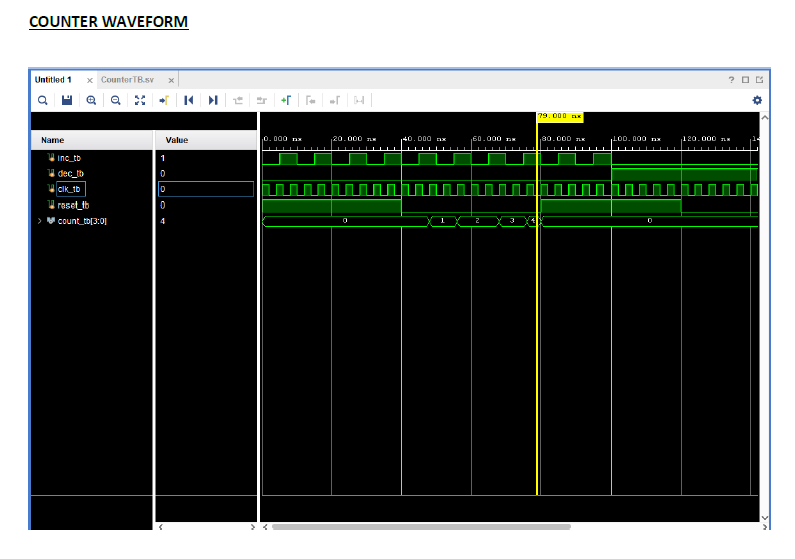 COUNTER WAVEFORM
Untitled 1 × CounterTB.sv ×
79.000 ns
Name Value
0.000 ns 20.000 ns 40.000 ns 60.000 ns 80.000 ns 100.000 ns 120.000 ns 14
inc_tb 1
dec_tb 0
clk_tb 0
reset_tb 0
count_tb[3:0] 4 0 1 2 3 4 0